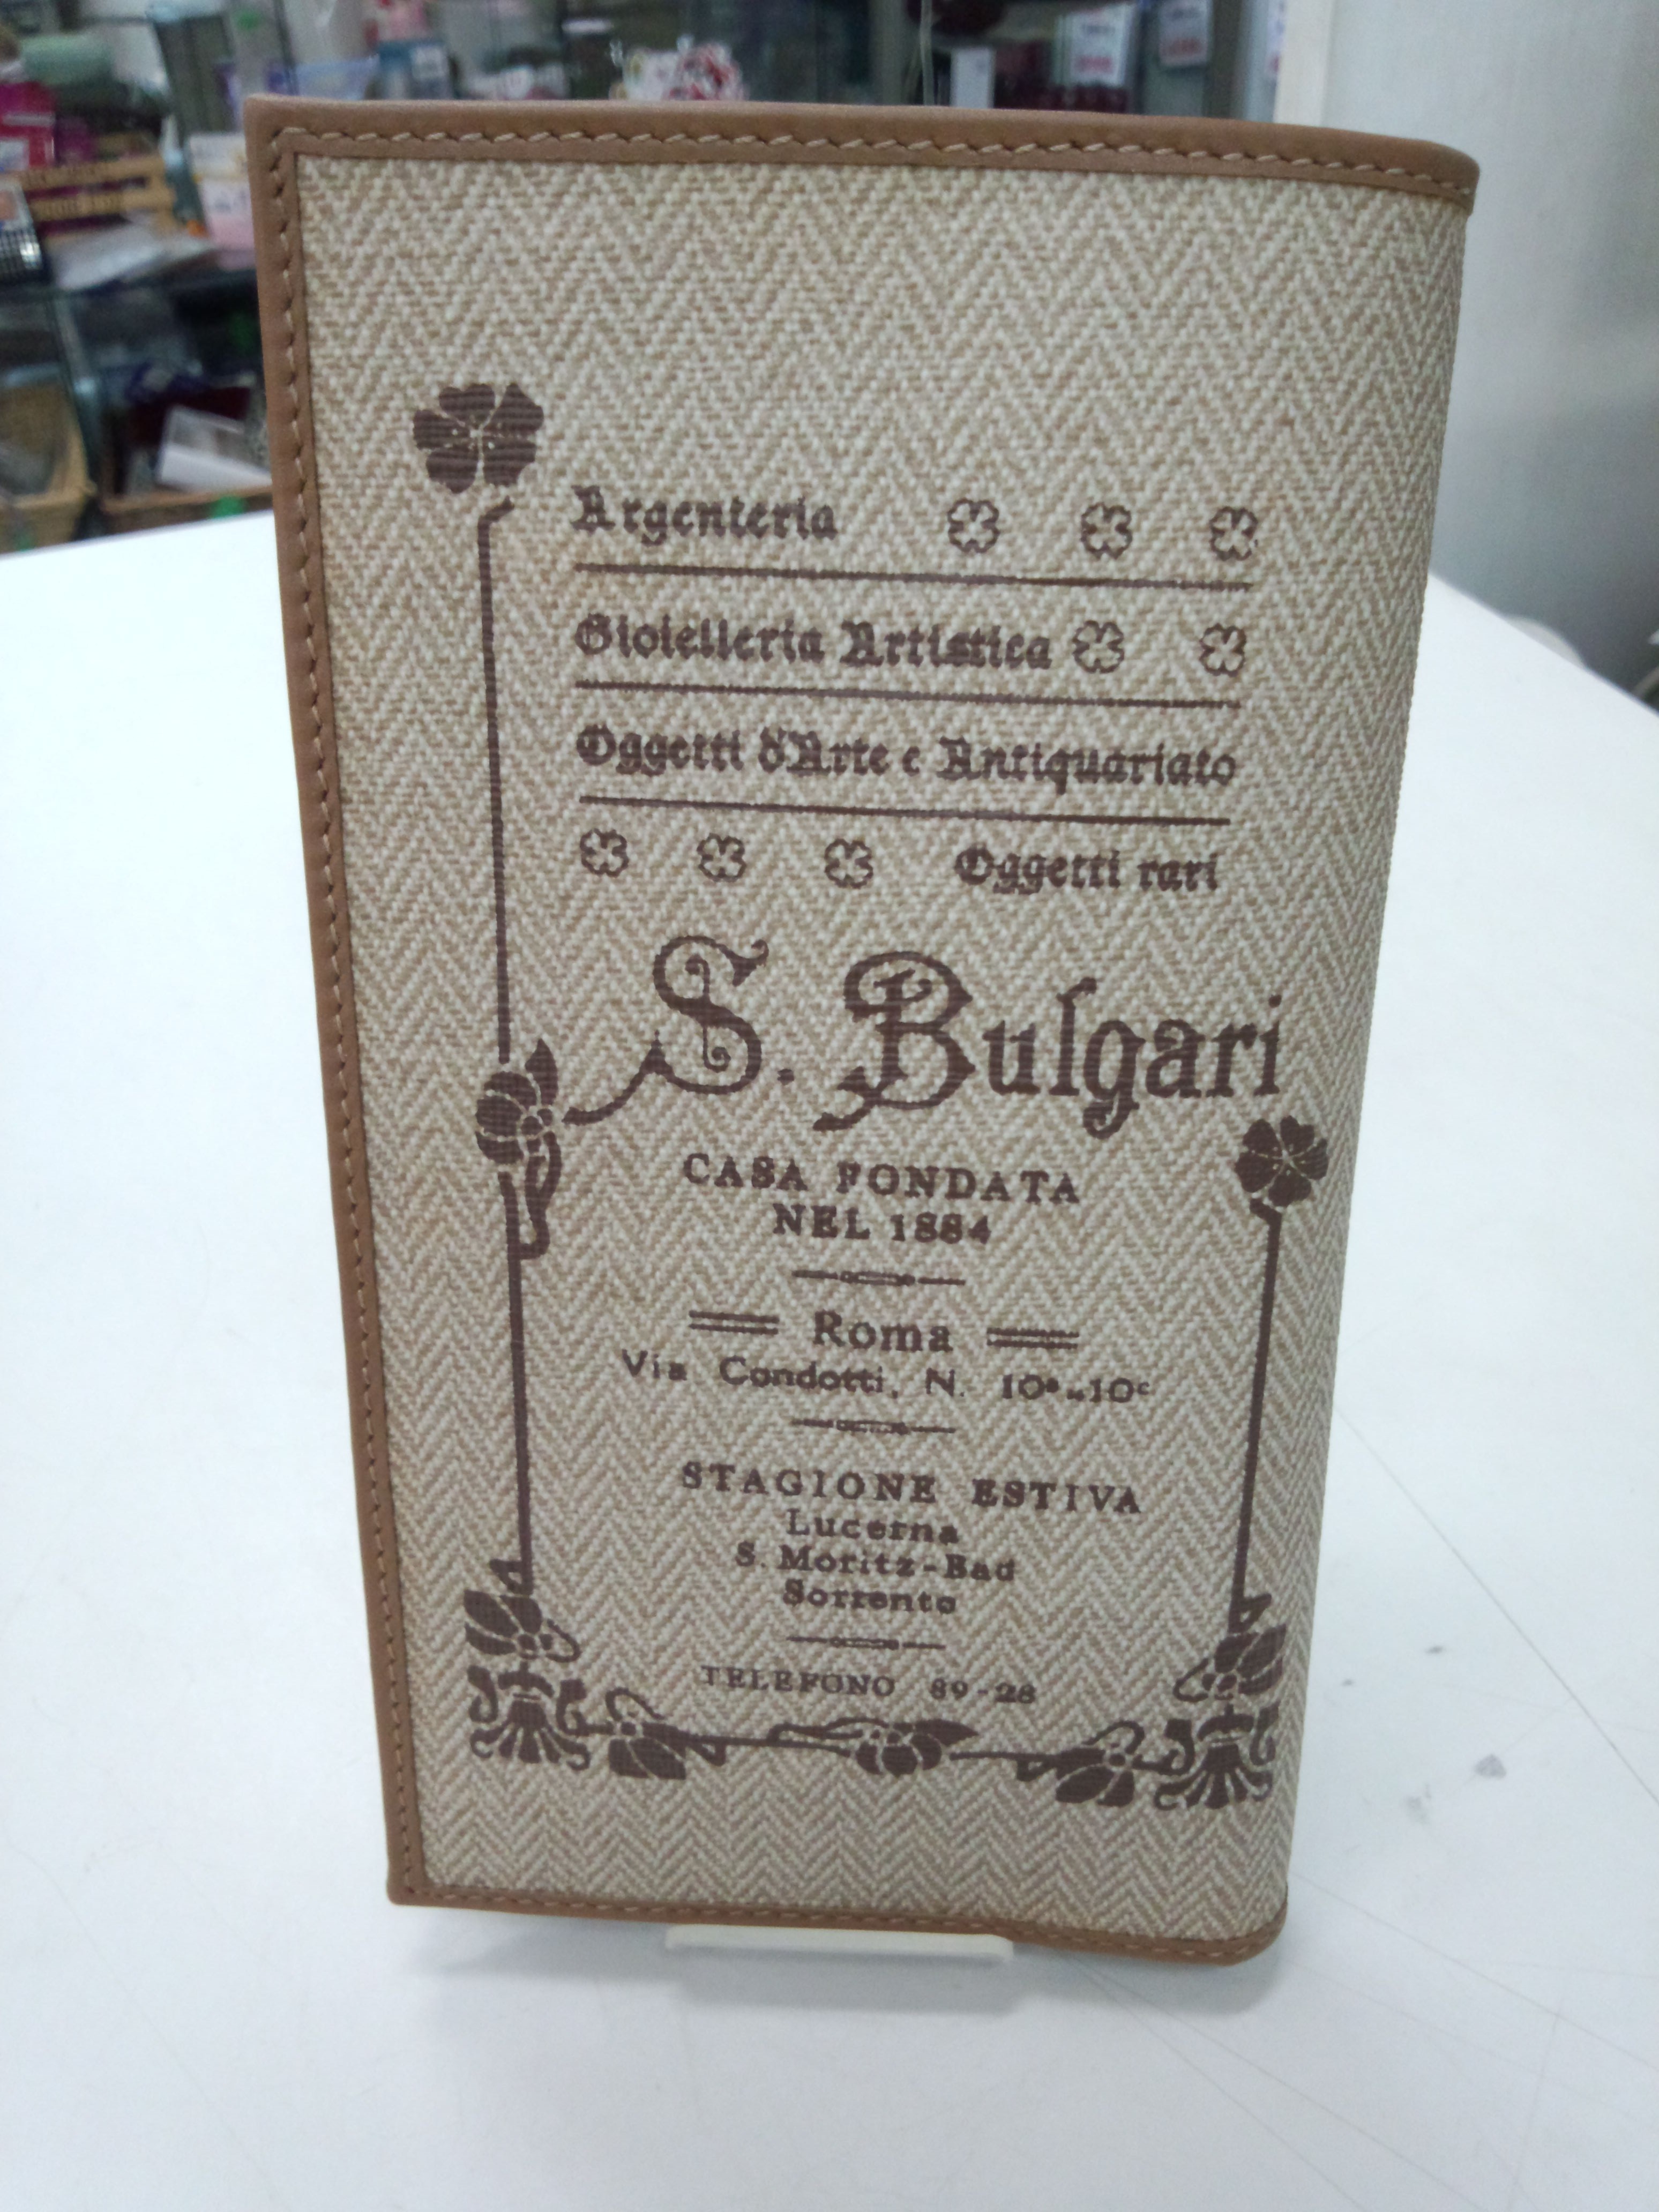 Argenteria
Gioielleria Artistica
Oggetti d'Arte e Antiquariato
Oggetti rari
S. Bulgari
CASA FONDATA
NEL 1884
Roma
Via Condotti, N. 10ª-10ᶜ
STAGIONE ESTIVA
Lucerna
S. Moritz-Bad
Sorrento
TELEFONO 89-28